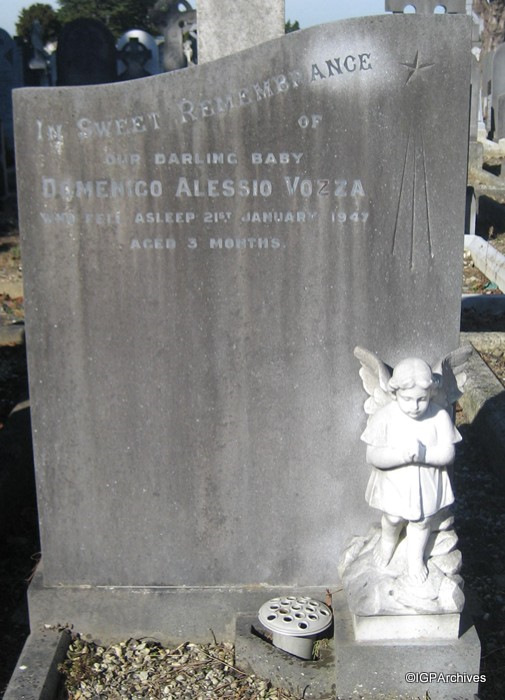 In Sweet Remembrance
OF
OUR DARLING BABY
Domenico Alessio Vozza
WHO FELL ASLEEP 21ST JANUARY 1947
AGED 3 MONTHS.
©IGPArchives